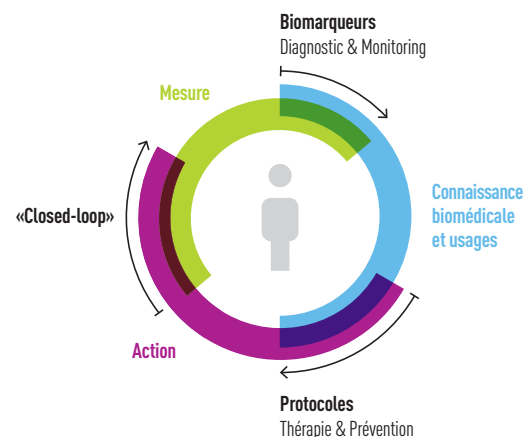 Biomarqueurs
Diagnostic & Monitoring
Mesure
Connaissance
biomédicale
et usages
«Closed-loop»
Action
Protocoles
Thérapie & Prévention